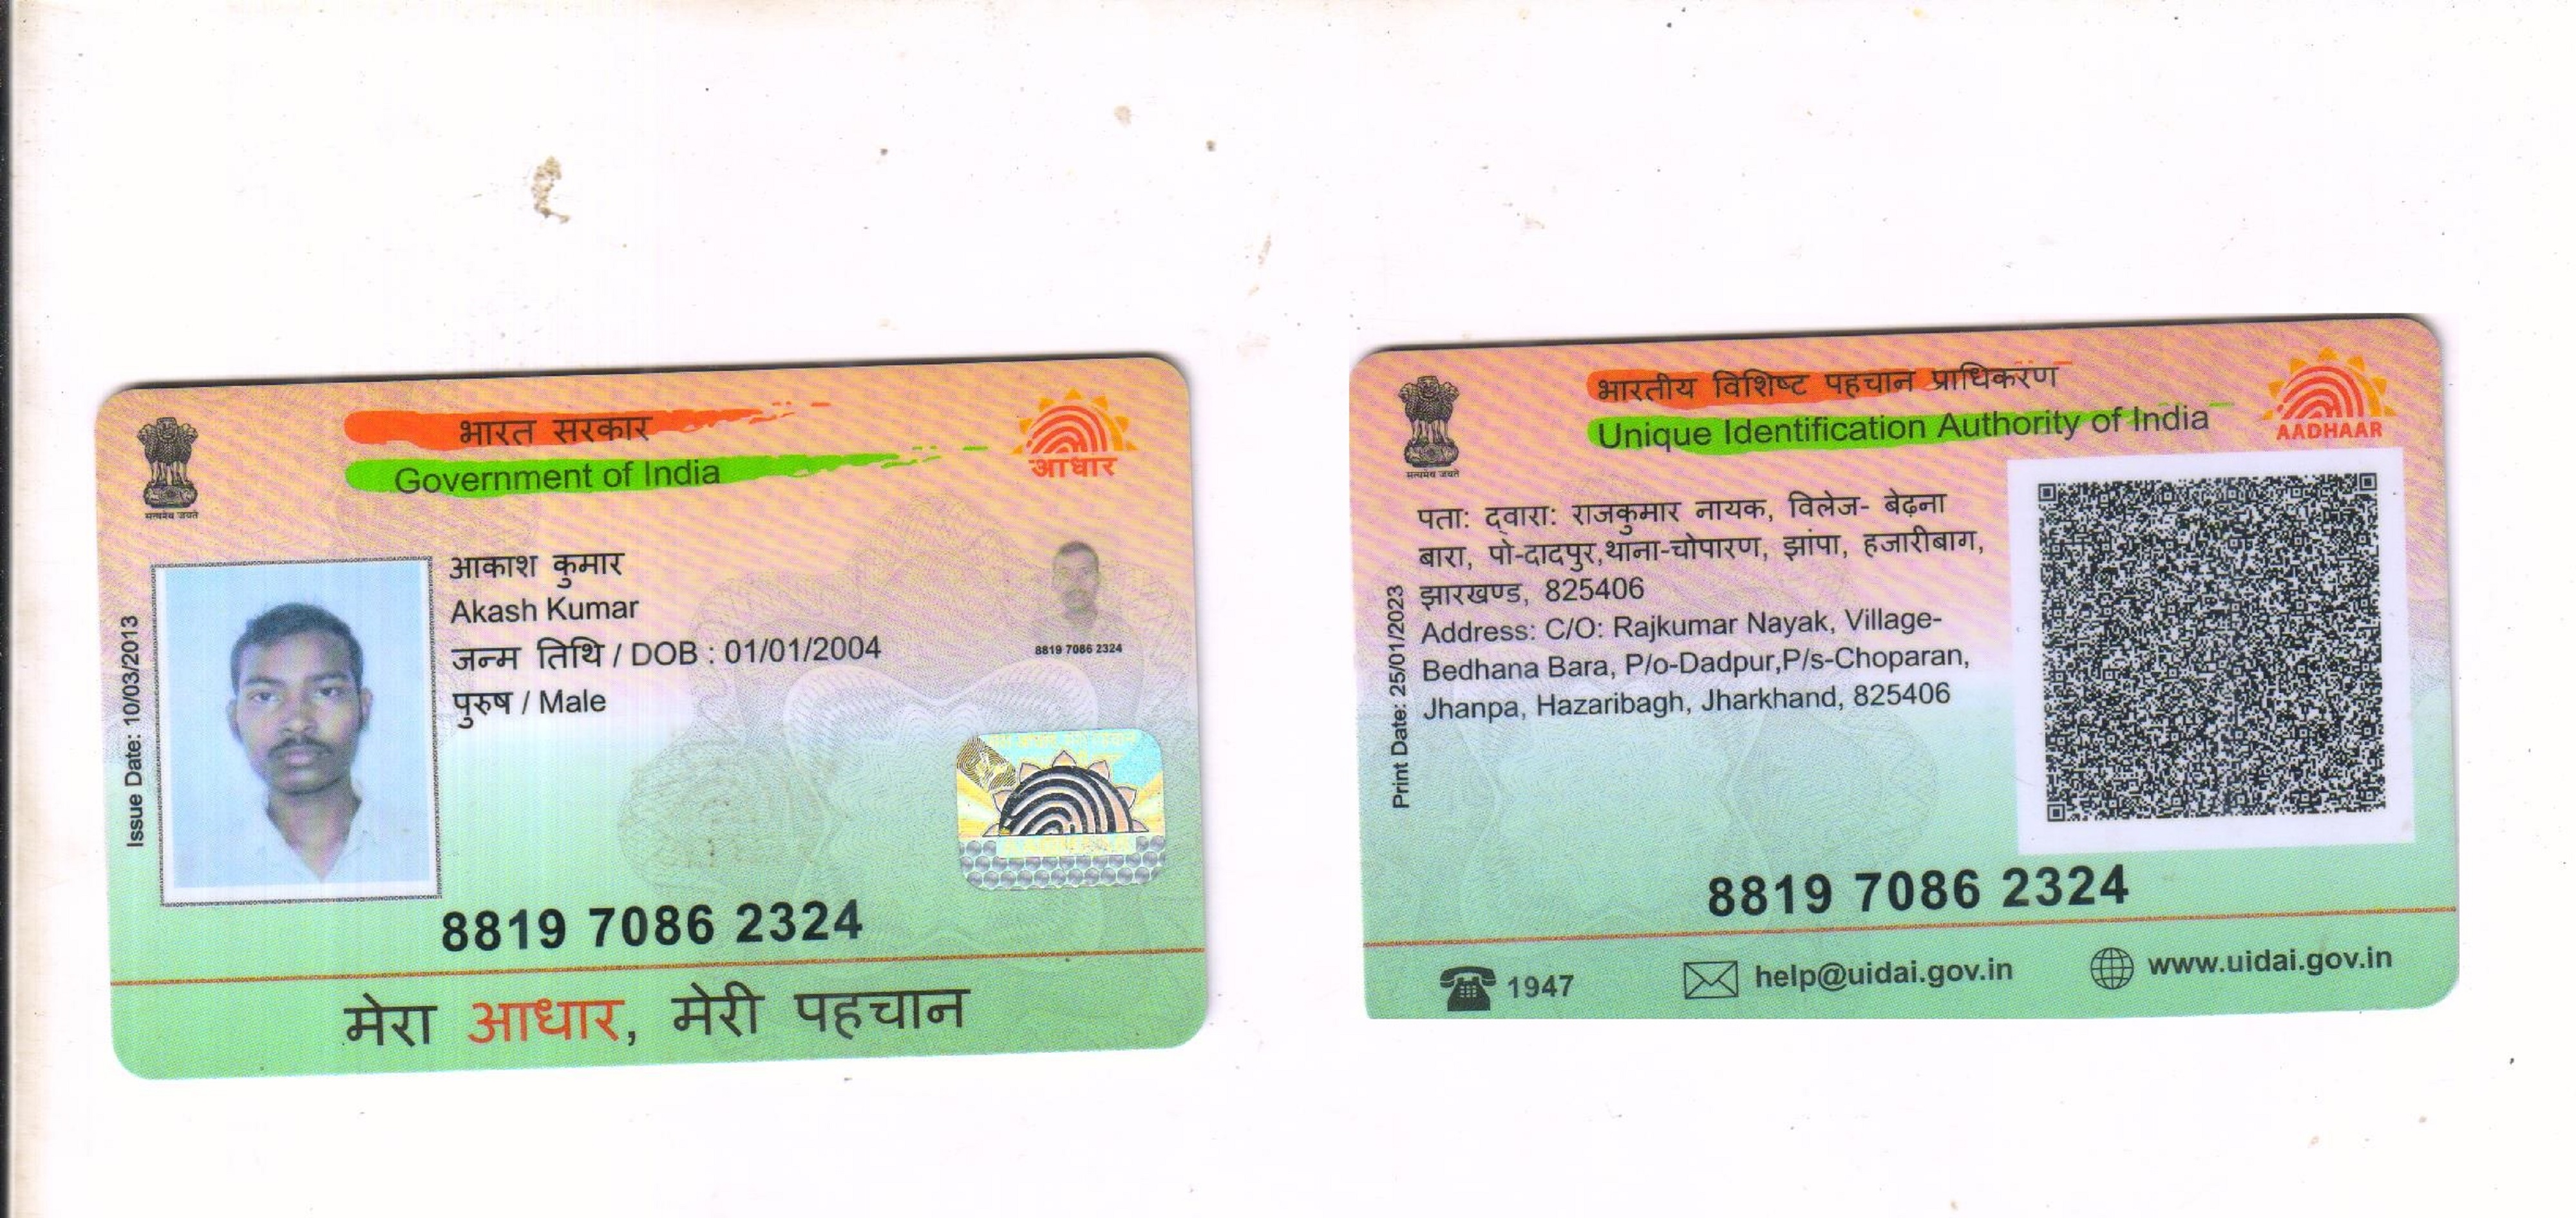 भारत सरकार
Government of India
आधार
सत्यमेव जयते
Issue Date: 10/03/2013
आकाश कुमार
Akash Kumar
जन्म तिथि / DOB : 01/01/2004
पुरुष / Male
8819 7086 2324
8819 7086 2324
मेरा आधार, मेरी पहचान
भारतीय विशिष्ट पहचान प्राधिकरण
Unique Identification Authority of India
AADHAAR
सत्यमेव जयते
Print Date: 25/01/2023
पता: द्वारा: राजकुमार नायक, विलेज- बेढ़ना
बारा, पो-दादपुर,थाना-चोपारण, झांपा, हजारीबाग,
झारखण्ड, 825406
Address: C/O: Rajkumar Nayak, Village-
Bedhana Bara, P/o-Dadpur,P/s-Choparan,
Jhanpa, Hazaribagh, Jharkhand, 825406
8819 7086 2324
1947 help@uidai.gov.in www.uidai.gov.in